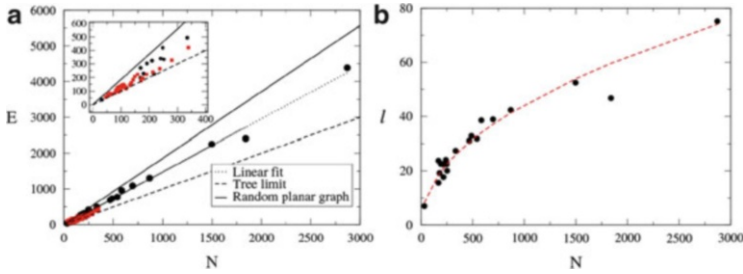 a
b
6000
5000
4000
E
3000
2000
1000
0
600
500
400
300
200
100
0
0 100 200 300 400
Linear fit
Tree limit
Random planar graph
0 500 1000 1500 2000 2500 3000
N
80
60
l
40
20
0
0 500 1000 1500 2000 2500 3000
N